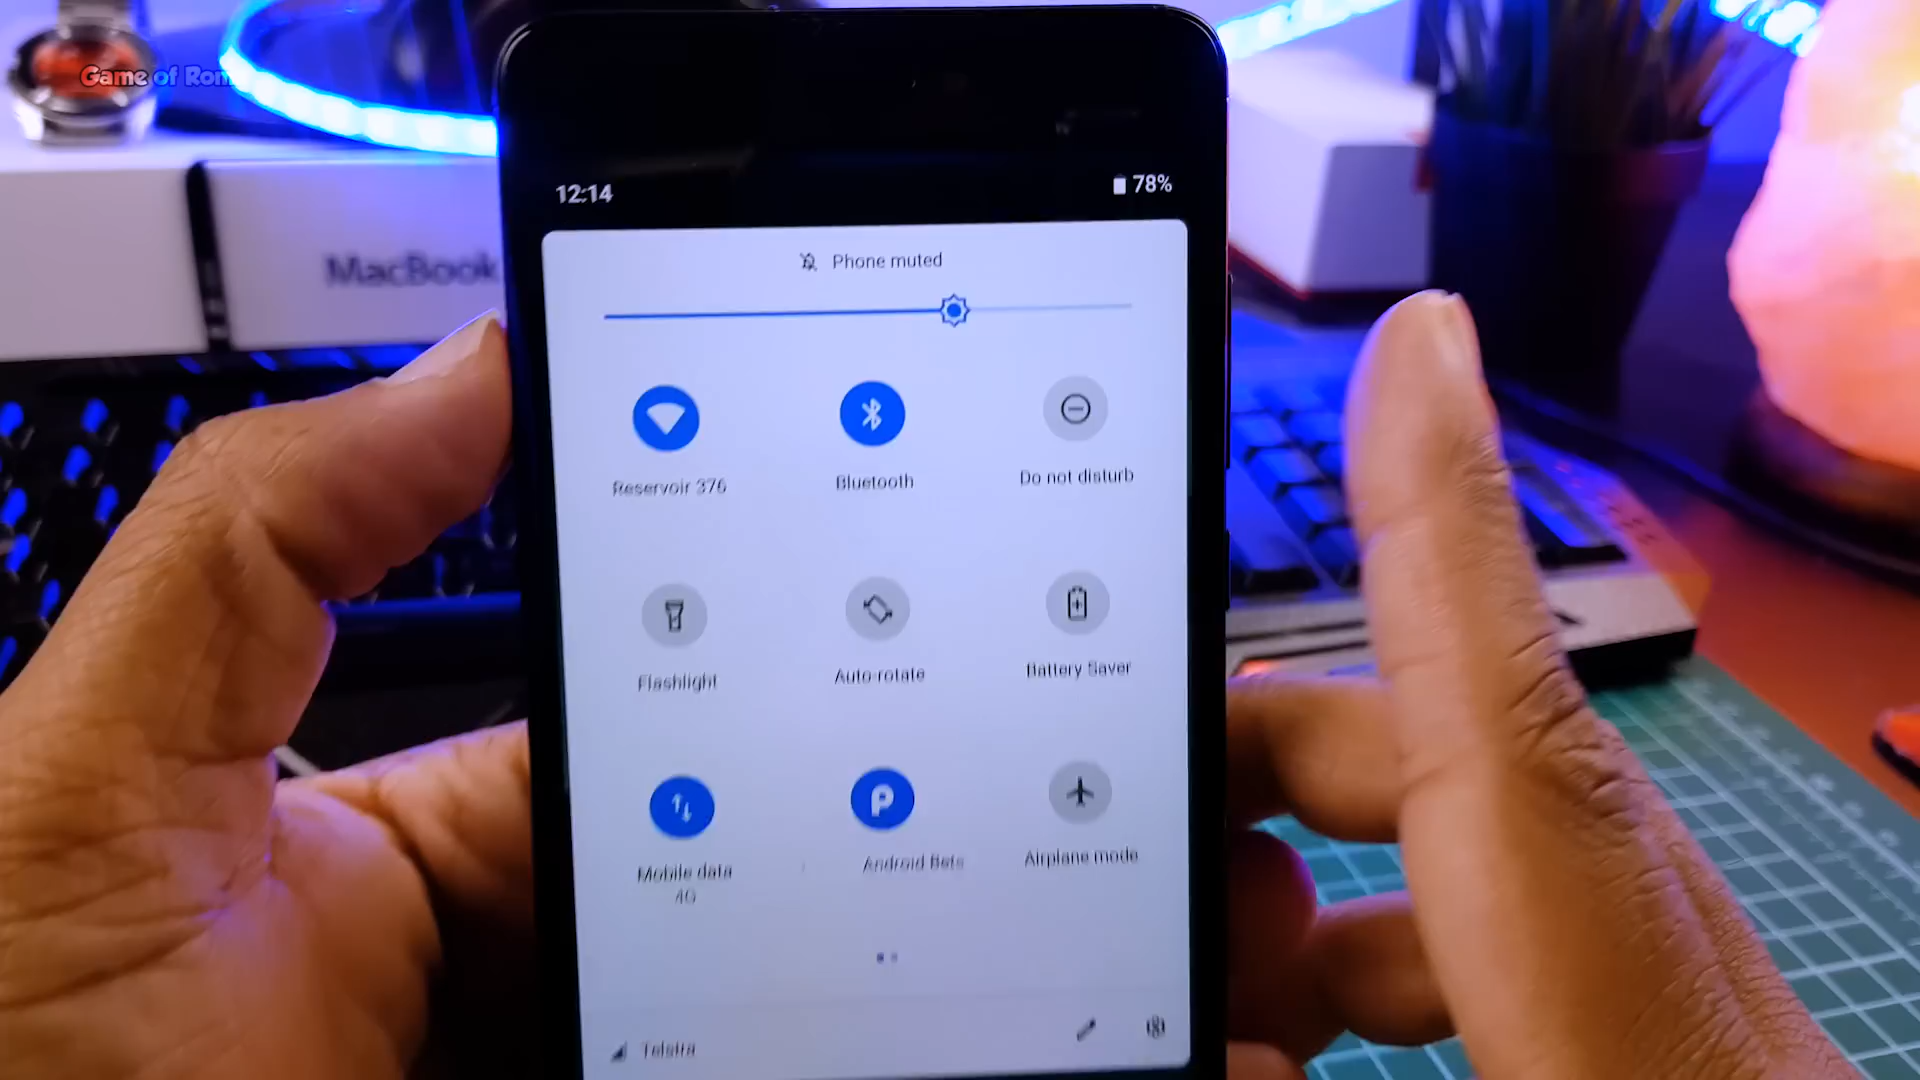 Game of Rom
MacBook
12:14
78%
Phone muted
Reservoir 376
Bluetooth
Do not disturb
Flashlight
Auto-rotate
Battery Saver
Mobile data
4G
Android Beta
Airplane mode
Telstra